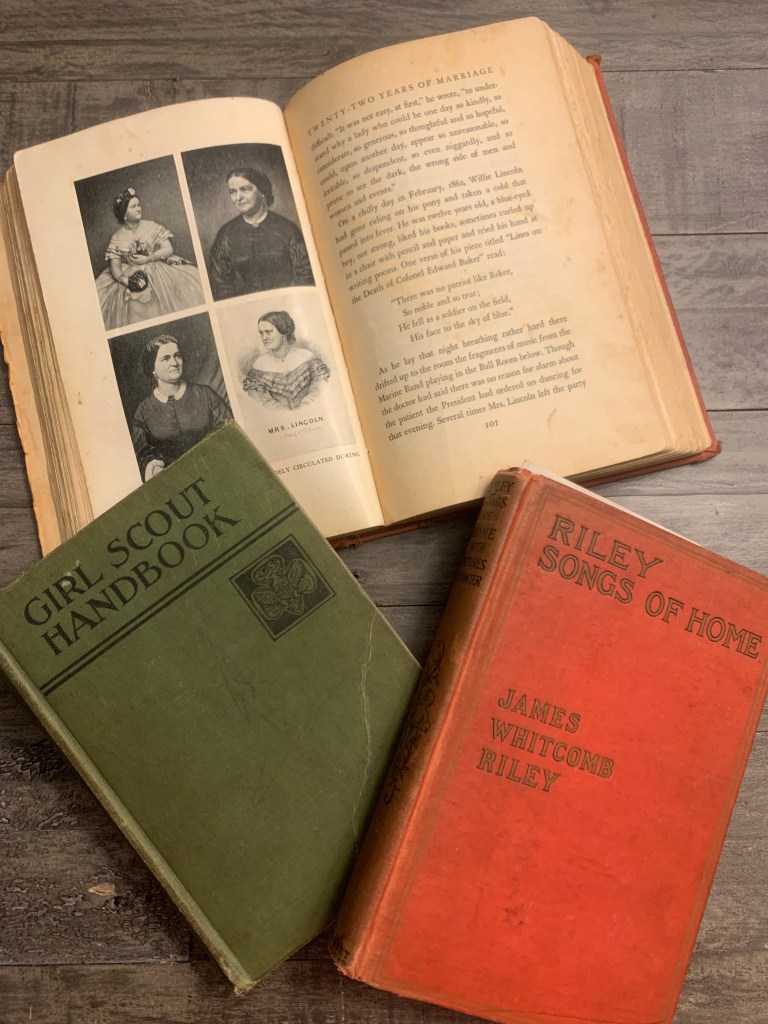 MRS. LINCOLN
DELY CIRCULATED DURING
TWENTY-TWO YEARS OF MARRIAGE
difficult. "It was not easy, at first," he wrote, "to under-
stand why a lady who could be one day so kindly, so
considerate, so generous, so thoughtful and so hopeful,
could, upon another day, appear so unreasonable, so
irritable, so despondent, so even niggardly, and so
prone to see the dark, the wrong side of men and
women and events."
On a chilly day in February, 1862, Willie Lincoln
had gone riding on his pony and taken a cold that
passed into fever. He was twelve years old, a blue-eyed
boy, not strong, liked his books, sometimes curled up
in a chair with pencil and paper and tried his hand at
writing poems. One verse of his piece titled "Lines on
the Death of Colonel Edward Baker" read:
"There was no patriot like Baker,
So noble and so true;
He fell as a soldier on the field,
His face to the sky of blue."
As he lay that night breathing rather hard there
drifted up to the room the fragments of music from the
Marine Band playing in the Ball Room below. Though
the doctor had said there was no reason for alarm about
the patient the President had ordered no dancing for
that evening. Several times Mrs. Lincoln left the party
101
GIRL SCOUT
HANDBOOK
RILEY
SONGS OF HOME
JAMES
WHITCOMB
RILEY